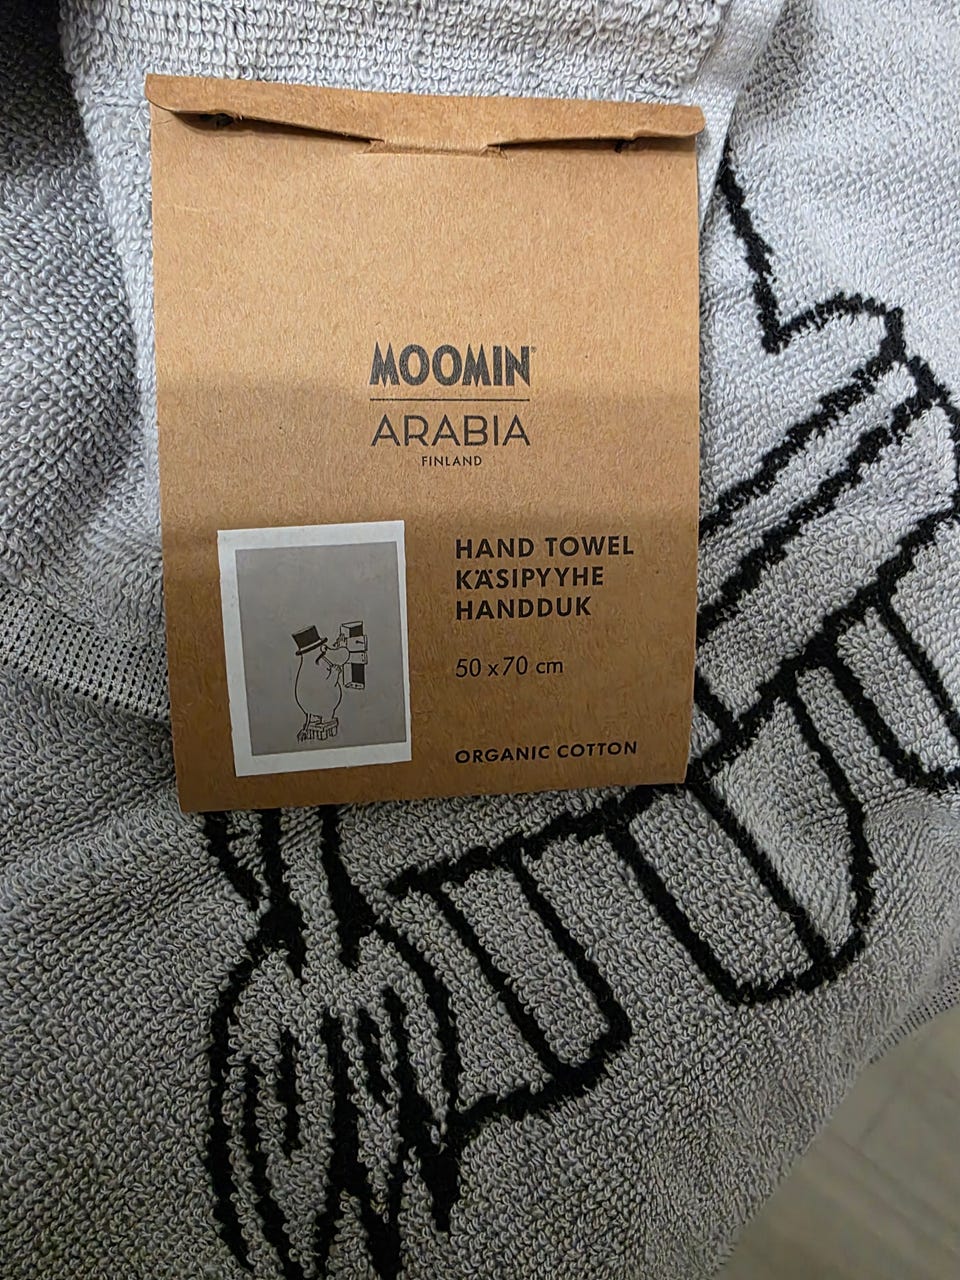 MOOMIN®
ARABIA
FINLAND
HAND TOWEL
KÄSIPYYHE
HANDDUK
50 x 70 cm
ORGANIC COTTON